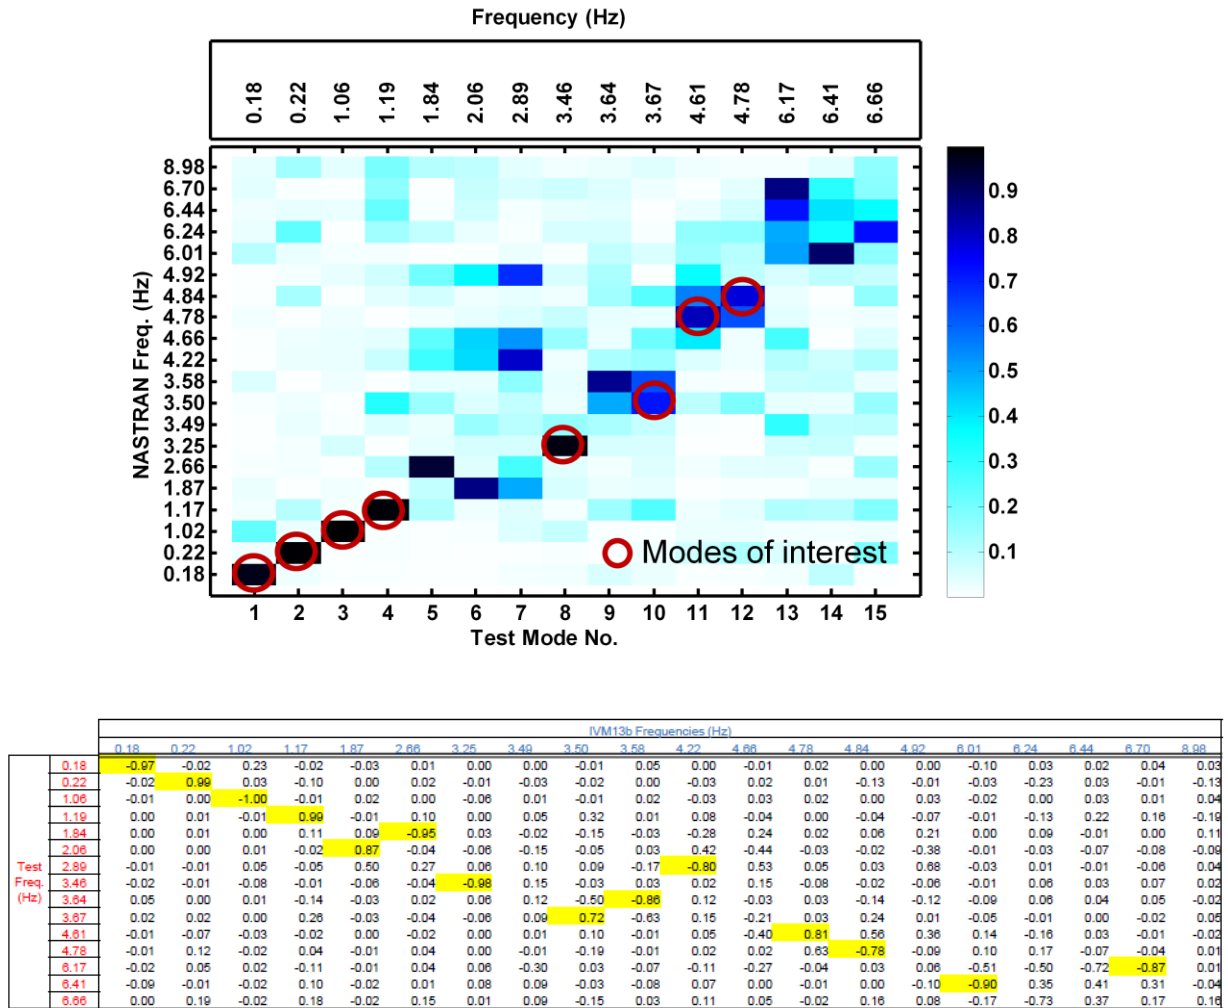 Frequency (Hz)
0.18 0.22 1.06 1.19 1.84 2.06 2.89 3.46 3.64 3.67 4.61 4.78 6.17 6.41 6.66
NASTRAN Freq. (Hz)
8.98
6.70
6.44
6.24
6.01
4.92
4.84
4.78
4.66
4.22
3.58
3.50
3.49
3.25
2.66
1.87
1.17
1.02
0.22
0.18
0.9
0.8
0.7
0.6
0.5
0.4
0.3
0.2
0.1
Modes of interest
1 2 3 4 5 6 7 8 9 10 11 12 13 14 15
Test Mode No.
IVM13b Frequencies (Hz)
0.18 0.22 1.02 1.17 1.87 2.66 3.25 3.49 3.50 3.58 4.22 4.66 4.78 4.84 4.92 6.01 6.24 6.44 6.70 8.98
Test Freq. (Hz)
0.18 -0.97 -0.02 0.23 -0.02 -0.03 0.01 0.00 0.00 -0.01 0.05 0.00 -0.01 0.02 0.00 0.00 -0.10 0.03 0.02 0.04 0.03
0.22 -0.02 0.99 0.03 -0.10 0.00 0.02 -0.01 -0.03 -0.02 0.00 -0.03 0.02 0.01 -0.13 -0.01 -0.03 -0.23 0.03 -0.01 -0.13
1.06 -0.01 0.00 -1.00 -0.01 0.02 0.00 -0.06 0.01 -0.01 0.02 -0.03 0.03 0.02 0.00 0.03 -0.02 0.00 0.03 0.01 0.04
1.19 0.00 0.01 -0.01 0.99 -0.01 0.10 0.00 0.05 0.32 0.01 0.08 -0.04 0.00 -0.04 -0.07 -0.01 -0.13 0.22 0.16 -0.19
1.84 0.00 0.01 0.00 0.11 0.09 -0.95 0.03 -0.02 -0.15 -0.03 -0.28 0.24 0.02 0.06 0.21 0.00 0.09 -0.01 0.00 0.11
2.06 0.00 0.00 0.01 -0.02 0.87 -0.04 -0.06 -0.15 -0.05 0.03 0.42 -0.44 -0.03 -0.02 -0.38 -0.01 -0.03 -0.07 -0.08 -0.09
2.89 -0.01 -0.01 0.05 -0.05 0.50 0.27 0.06 0.10 0.09 -0.17 -0.80 0.53 0.05 0.03 0.68 -0.03 0.01 -0.01 -0.06 0.04
3.46 -0.02 -0.01 -0.08 -0.01 -0.06 -0.04 -0.98 0.15 -0.03 0.03 0.02 0.15 -0.08 -0.02 -0.06 -0.01 0.06 0.03 0.07 0.02
3.64 0.05 0.00 0.01 -0.14 -0.03 0.02 0.06 0.12 -0.50 -0.86 0.12 -0.03 -0.03 -0.14 -0.12 -0.09 0.06 0.04 0.05 -0.02
3.67 0.02 0.02 0.00 0.26 -0.03 -0.04 -0.06 0.09 0.72 -0.63 0.15 -0.21 0.03 0.24 0.01 -0.05 -0.01 0.00 -0.02 0.05
4.61 -0.01 -0.07 -0.03 -0.02 0.00 -0.02 0.00 0.01 0.10 -0.01 0.05 -0.40 0.81 0.56 0.36 0.14 -0.16 0.03 -0.01 -0.02
4.78 -0.01 0.12 -0.02 0.04 -0.01 0.04 0.00 -0.01 -0.19 -0.01 0.02 0.02 0.63 -0.78 -0.09 0.10 0.17 -0.07 -0.04 0.01
6.17 -0.02 0.05 0.02 -0.11 -0.01 0.04 0.06 -0.30 0.03 -0.07 -0.11 -0.27 -0.04 0.03 0.06 -0.51 -0.50 -0.72 -0.87 0.01
6.41 -0.09 -0.01 -0.02 0.10 -0.02 0.01 0.08 0.09 -0.03 -0.08 0.07 0.00 -0.01 0.00 -0.10 -0.90 0.35 0.41 0.31 -0.04
6.66 0.00 0.19 -0.02 0.18 -0.02 0.15 0.01 0.09 -0.15 0.03 0.11 0.05 -0.02 0.16 0.08 -0.17 -0.73 0.37 0.17 0.16